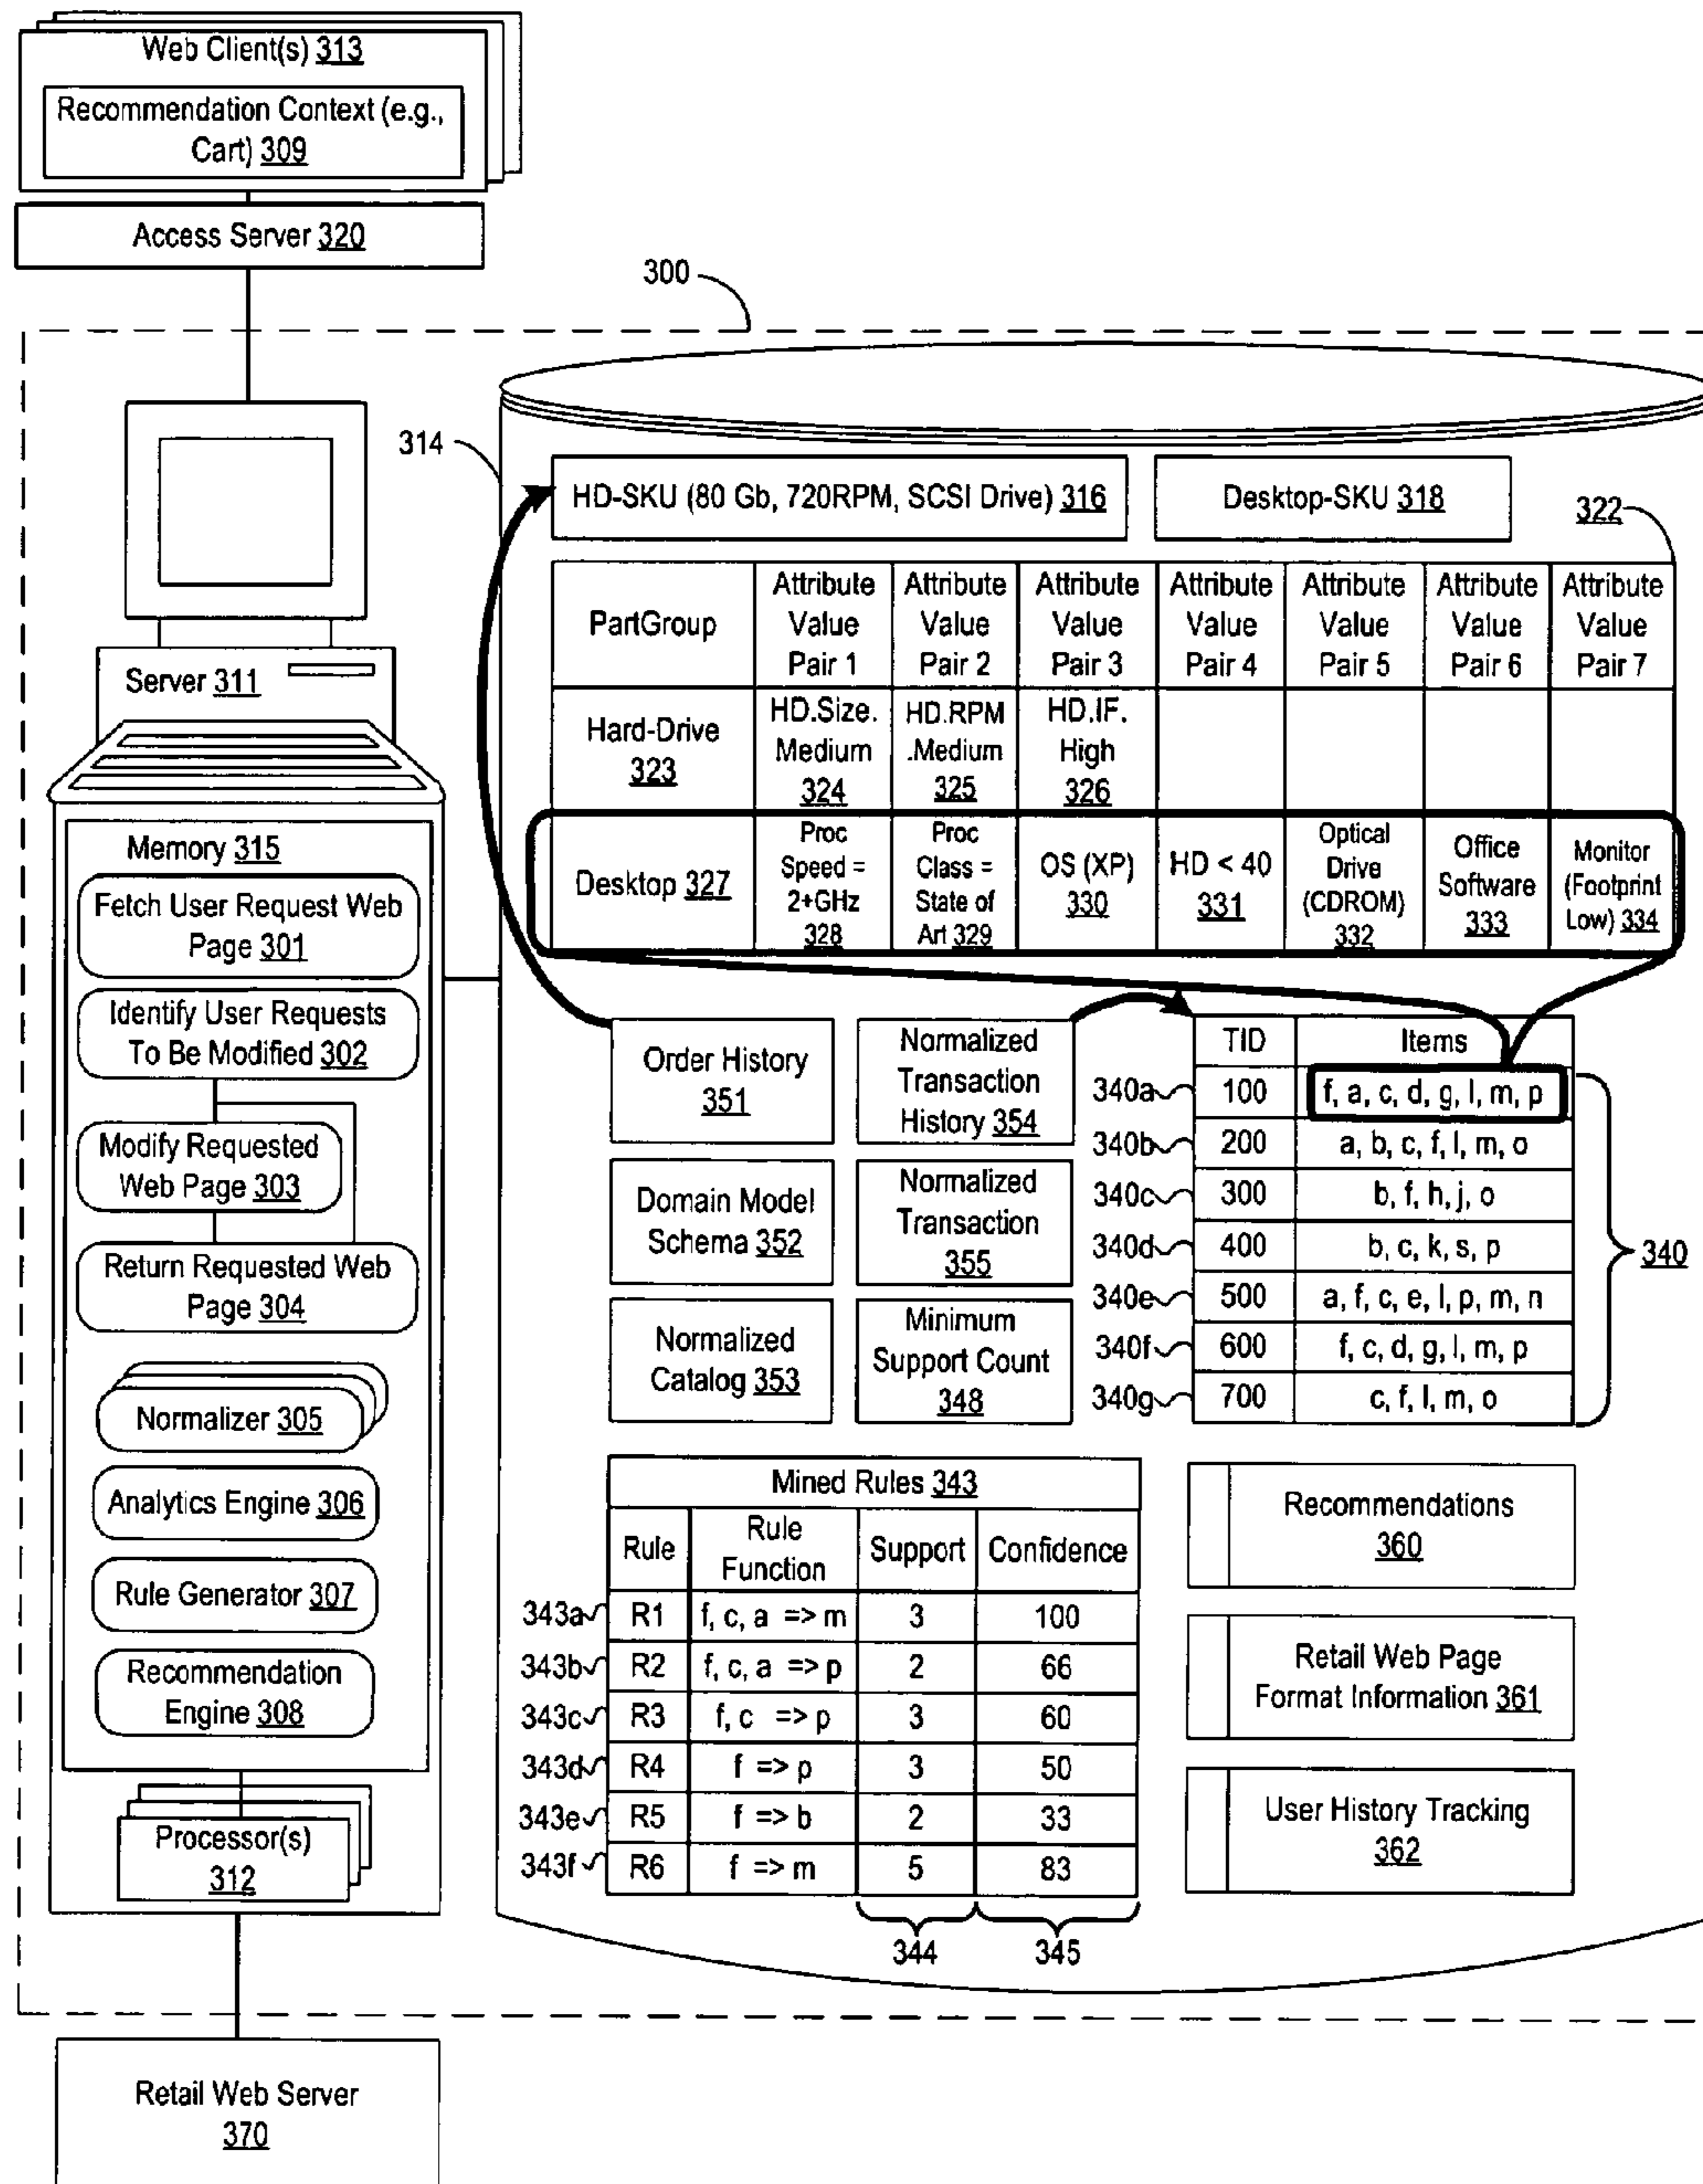 Web Client(s) 313
Recommendation Context (e.g.,
Cart) 309
Access Server 320
300
314
HD-SKU (80 Gb, 720RPM, SCSI Drive) 316
Desktop-SKU 318
322
PartGroup
Attribute
Value
Pair 1
Attribute
Value
Pair 2
Attribute
Value
Pair 3
Attribute
Value
Pair 4
Attribute
Value
Pair 5
Attribute
Value
Pair 6
Attribute
Value
Pair 7
Hard-Drive
323
HD.Size.
Medium
324
HD.RPM
.Medium
325
HD.IF.
High
326
Desktop 327
Proc
Speed =
2+GHz
328
Proc
Class =
State of
Art 329
OS (XP)
330
HD < 40
331
Optical
Drive
(CDROM)
332
Office
Software
333
Monitor
(Footprint
Low) 334
Server 311
Memory 315
Fetch User Request Web
Page 301
Identify User Requests
To Be Modified 302
Modify Requested
Web Page 303
Return Requested Web
Page 304
Normalizer 305
Analytics Engine 306
Rule Generator 307
Recommendation
Engine 308
Processor(s)
312
Order History
351
Normalized
Transaction
History 354
Domain Model
Schema 352
Normalized
Transaction
355
Normalized
Catalog 353
Minimum
Support Count
348
TID Items
340a 100 f, a, c, d, g, l, m, p
340b 200 a, b, c, f, l, m, o
340c 300 b, f, h, j, o
340d 400 b, c, k, s, p
340e 500 a, f, c, e, l, p, m, n
340f 600 f, c, d, g, l, m, p
340g 700 c, f, l, m, o
340
Mined Rules 343
Rule
Rule
Function
Support
Confidence
343a R1 f, c, a => m 3 100
343b R2 f, c, a => p 2 66
343c R3 f, c => p 3 60
343d R4 f => p 3 50
343e R5 f => b 2 33
343f R6 f => m 5 83
344
345
Recommendations
360
Retail Web Page
Format Information 361
User History Tracking
362
Retail Web Server
370